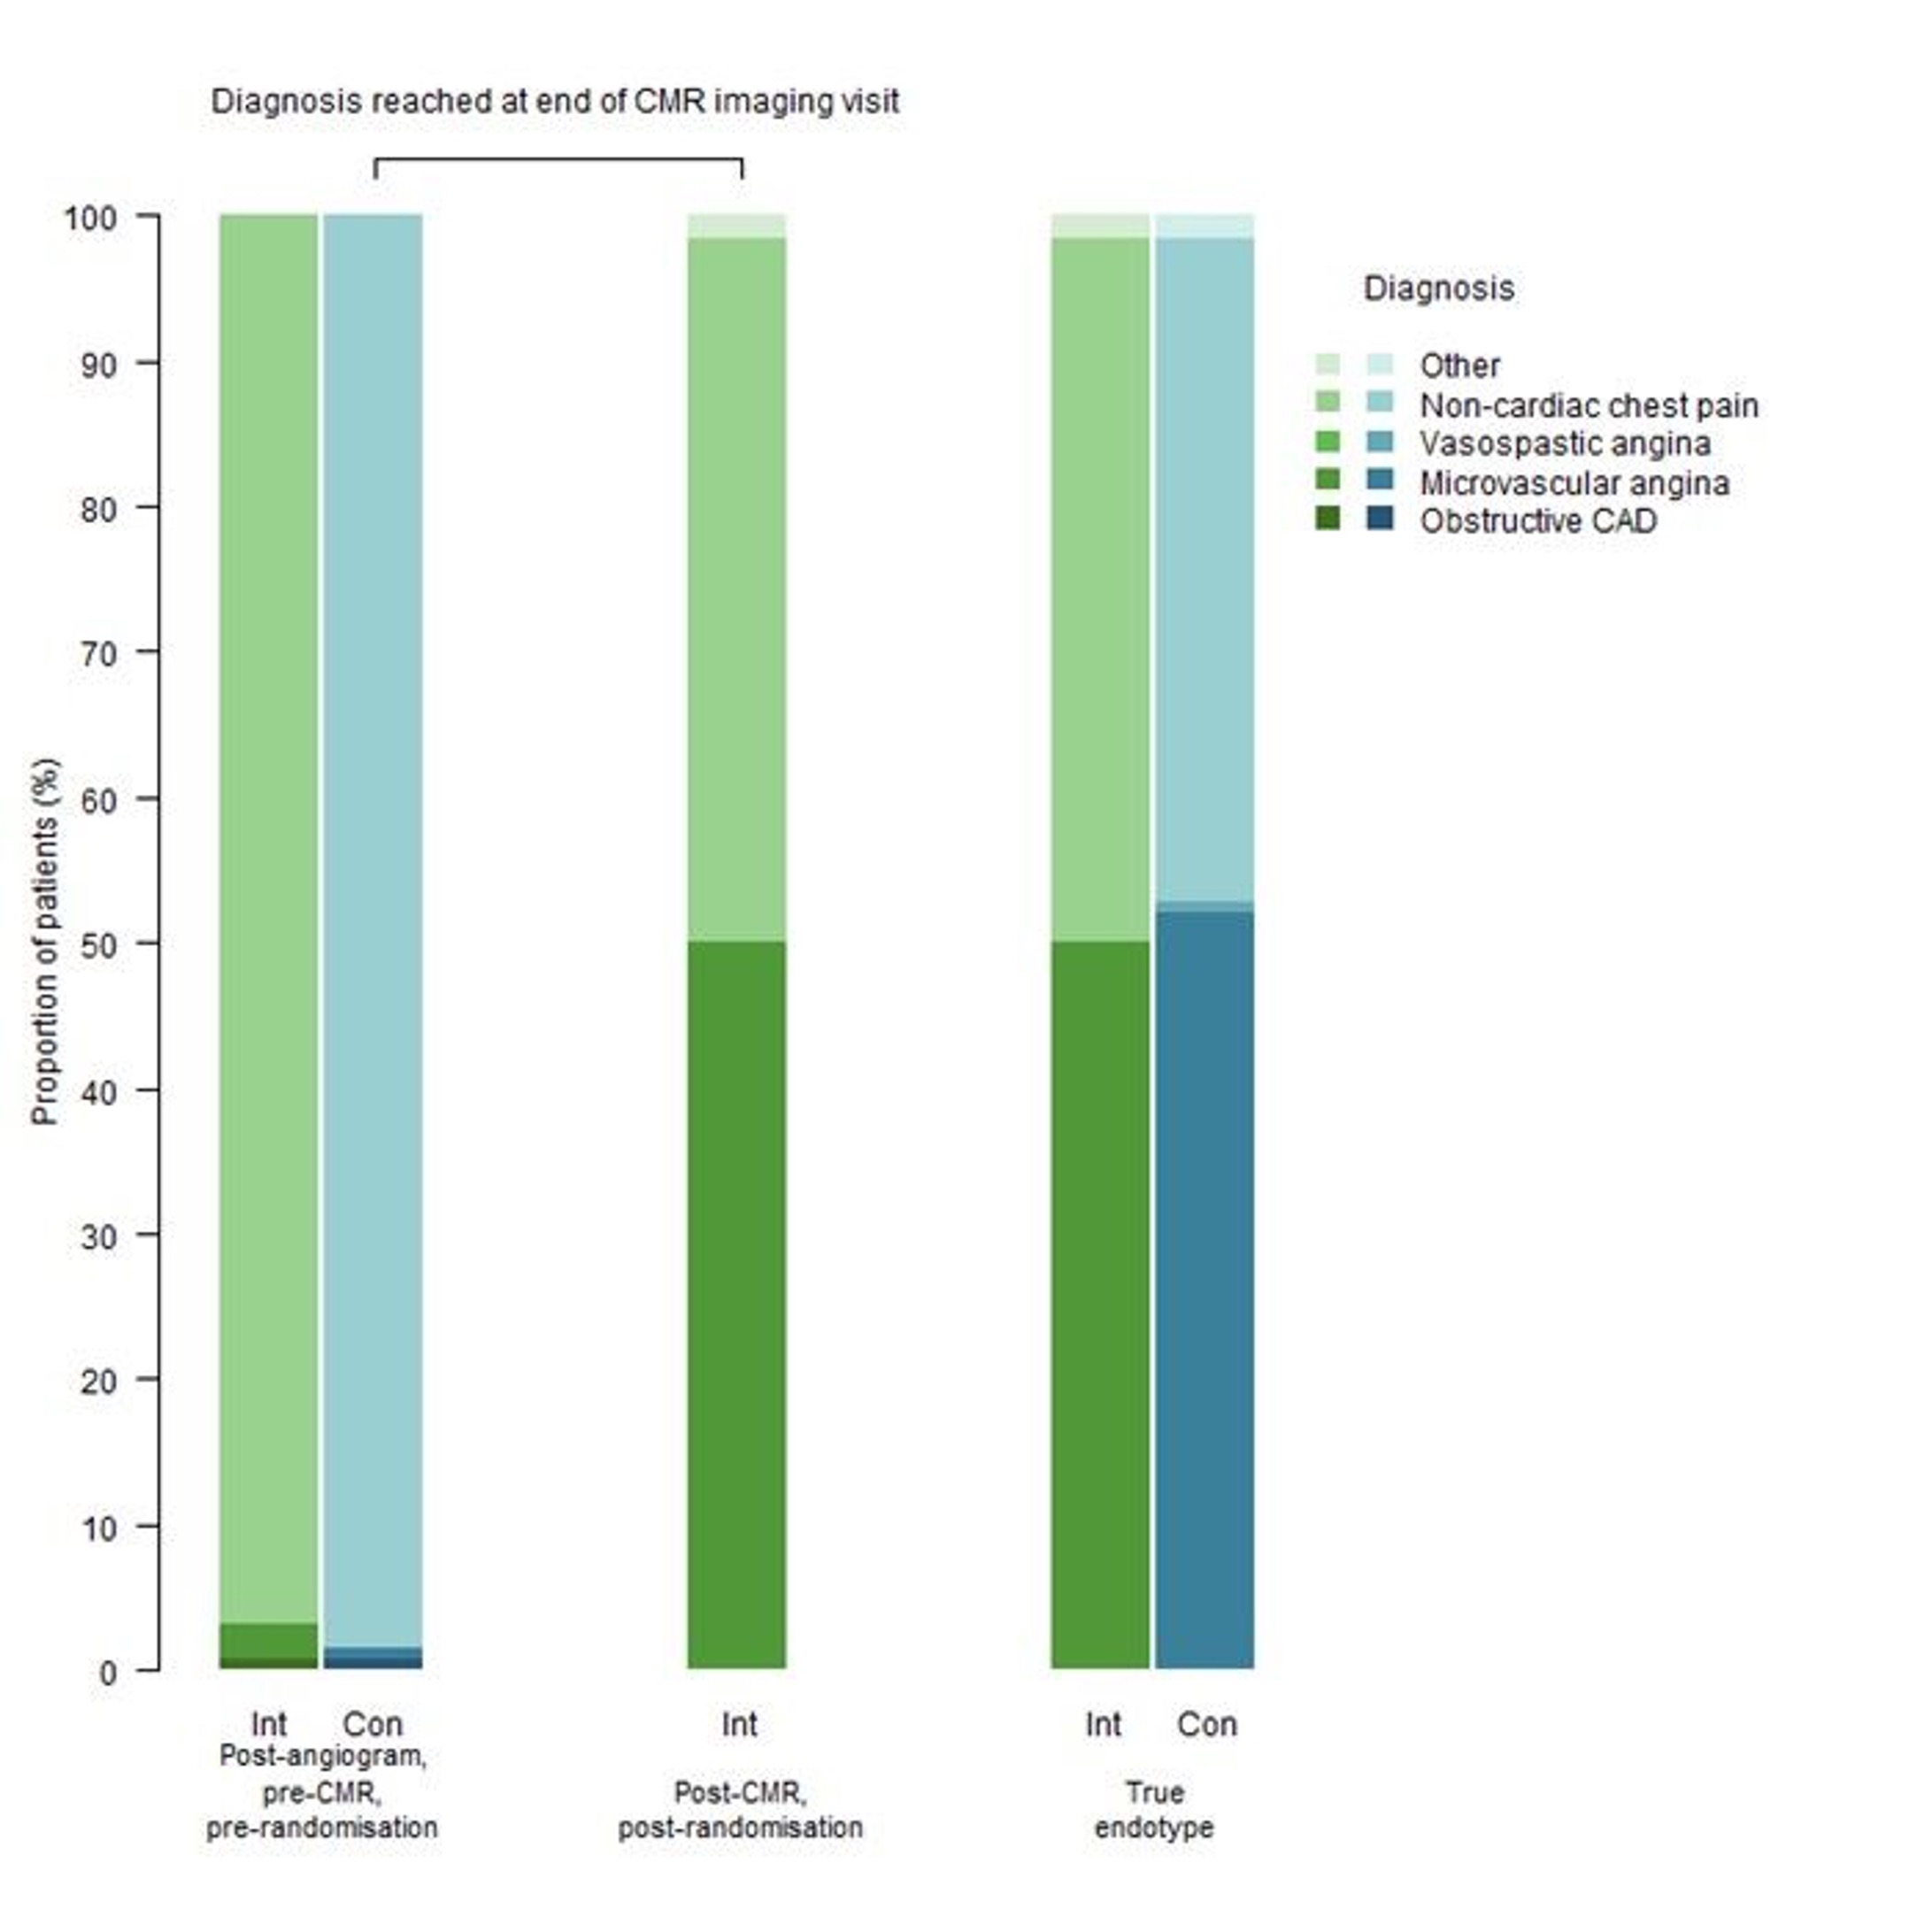 Diagnosis reached at end of CMR imaging visit
100
90
80
70
60
50
40
30
20
10
0
Proportion of patients (%)
Diagnosis
Other
Non-cardiac chest pain
Vasospastic angina
Microvascular angina
Obstructive CAD
Int Con
Post-angiogram,
pre-CMR,
pre-randomisation
Int
Post-CMR,
post-randomisation
Int Con
True
endotype